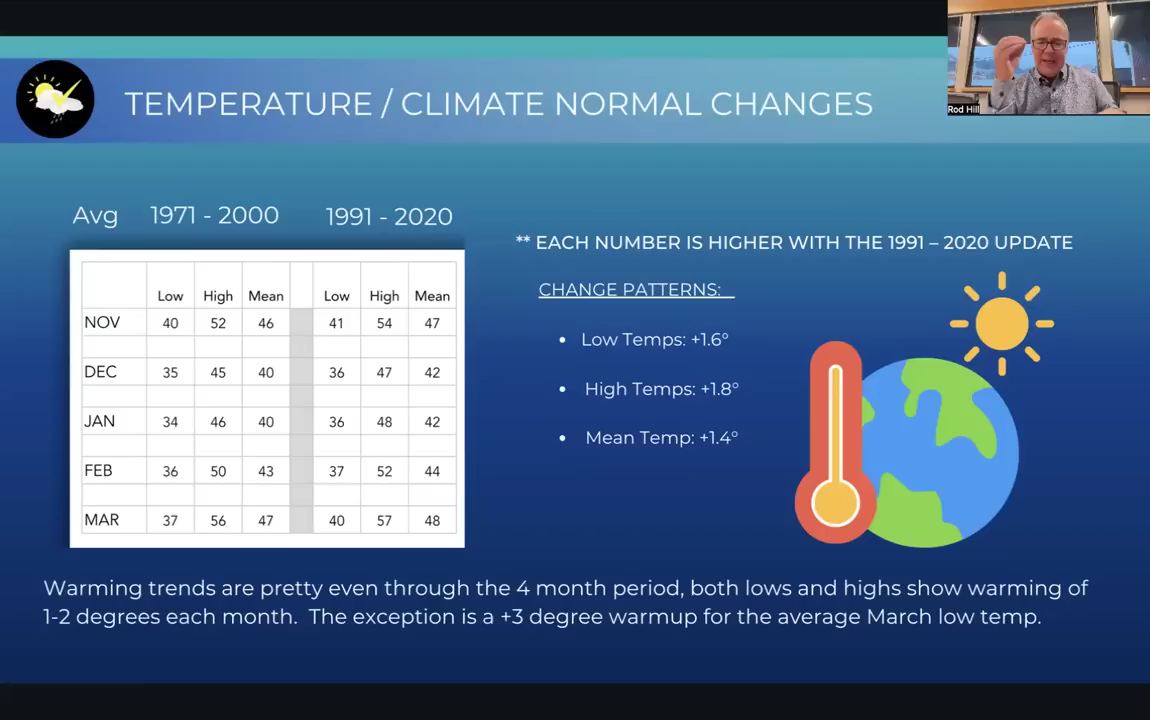 Rod Hill
TEMPERATURE / CLIMATE NORMAL CHANGES
Avg 1971 - 2000 1991 - 2020
Low High Mean Low High Mean
NOV 40 52 46 41 54 47
DEC 35 45 40 36 47 42
JAN 34 46 40 36 48 42
FEB 36 50 43 37 52 44
MAR 37 56 47 40 57 48
** EACH NUMBER IS HIGHER WITH THE 1991 – 2020 UPDATE
CHANGE PATTERNS:
• Low Temps: +1.6°
• High Temps: +1.8°
• Mean Temp: +1.4°
Warming trends are pretty even through the 4 month period, both lows and highs show warming of
1-2 degrees each month. The exception is a +3 degree warmup for the average March low temp.